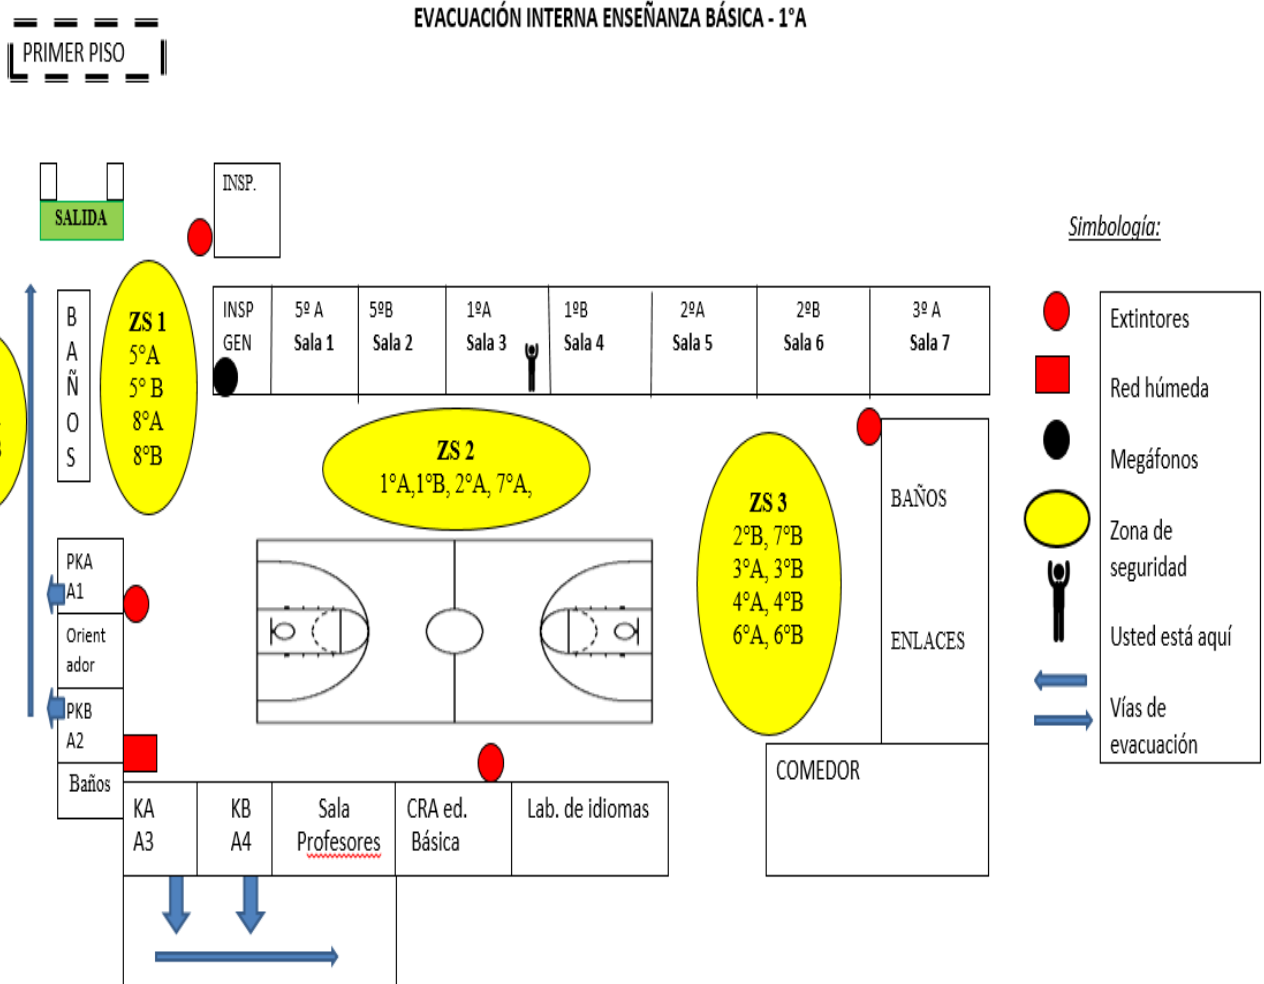 EVACUACIÓN INTERNA ENSEÑANZA BÁSICA - 1°A
PRIMER PISO
INSP.
SALIDA
Simbología:
B
A
Ñ
O
S
ZS 1
5°A
5° B
8°A
8°B
INSP
GEN
5º A
Sala 1
5ºB
Sala 2
1ºA
Sala 3
1ºB
Sala 4
2ºA
Sala 5
2ºB
Sala 6
3º A
Sala 7
ZS 2
1°A,1°B, 2°A, 7°A,
ZS 3
2°B, 7°B
3°A, 3°B
4°A, 4°B
6°A, 6°B
BAÑOS
ENLACES
PKA
A1
Orient
ador
PKB
A2
Baños
KA
A3
KB
A4
Sala
Profesores
CRA ed.
Básica
Lab. de idiomas
COMEDOR
Extintores
Red húmeda
Megáfonos
Zona de
seguridad
Usted está aquí
Vías de
evacuación